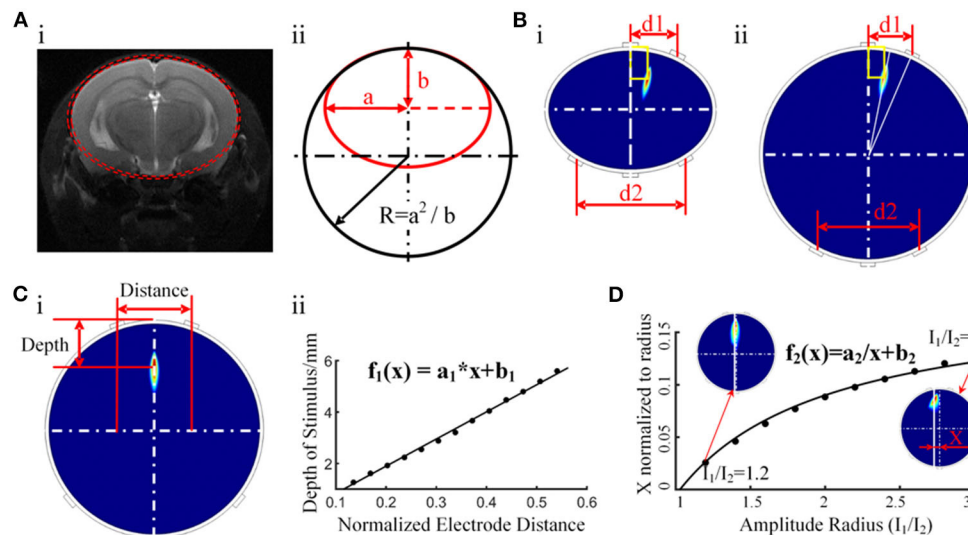 A
i
ii
a
b
R=a² / b
B
i
d1
d2
ii
d1
d2
C
i
Distance
Depth
ii
f₁(x) = a₁*x+b₁
Depth of Stimulus/mm
6
4
2
0.1 0.2 0.3 0.4 0.5 0.6
Normalized Electrode Distance
D
I₁/I₂=
f₂(x)=a₂/x+b₂
X normalized to radius
0.15
0.10
0.05
0
I₁/I₂=1.2
X
1 1.5 2 2.5 3
Amplitude Radius (I₁/I₂)